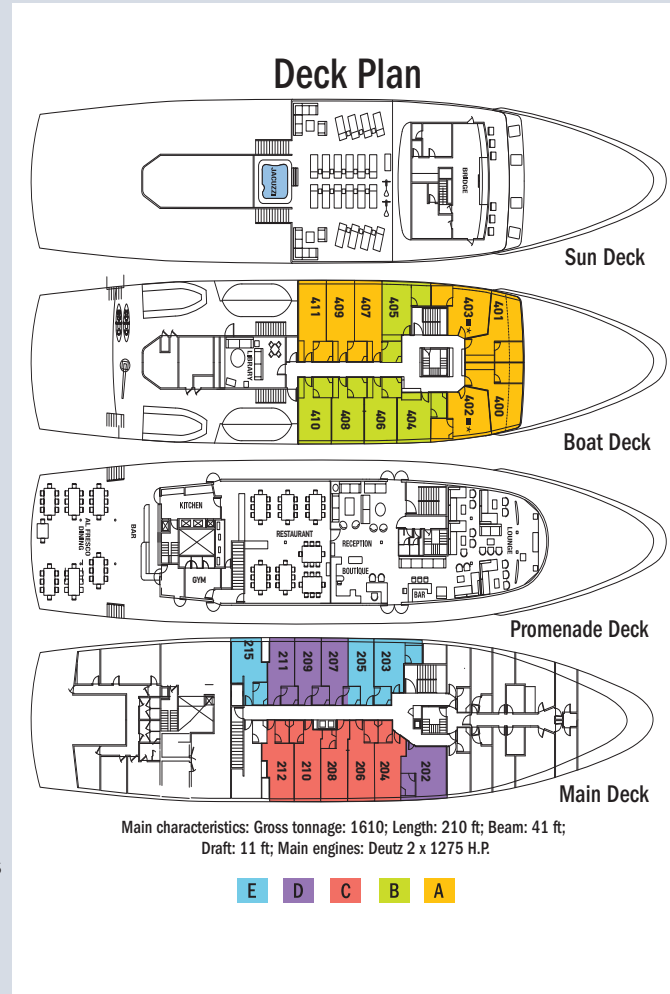 Deck Plan
JACUZZI
BRIDGE
Sun Deck
411
409
407
405
403■*
401
LIBRARY
410
408
406
404
402■*
400
Boat Deck
AL FRESCO
DINING
BAR
KITCHEN
GYM
RESTAURANT
RECEPTION
BOUTIQUE
BAR
LOUNGE
Promenade Deck
215
211
209
207
205
203
212
210
208
206
204
202
Main Deck
Main characteristics: Gross tonnage: 1610; Length: 210 ft; Beam: 41 ft;
Draft: 11 ft; Main engines: Deutz 2 x 1275 H.P.
E D C B A